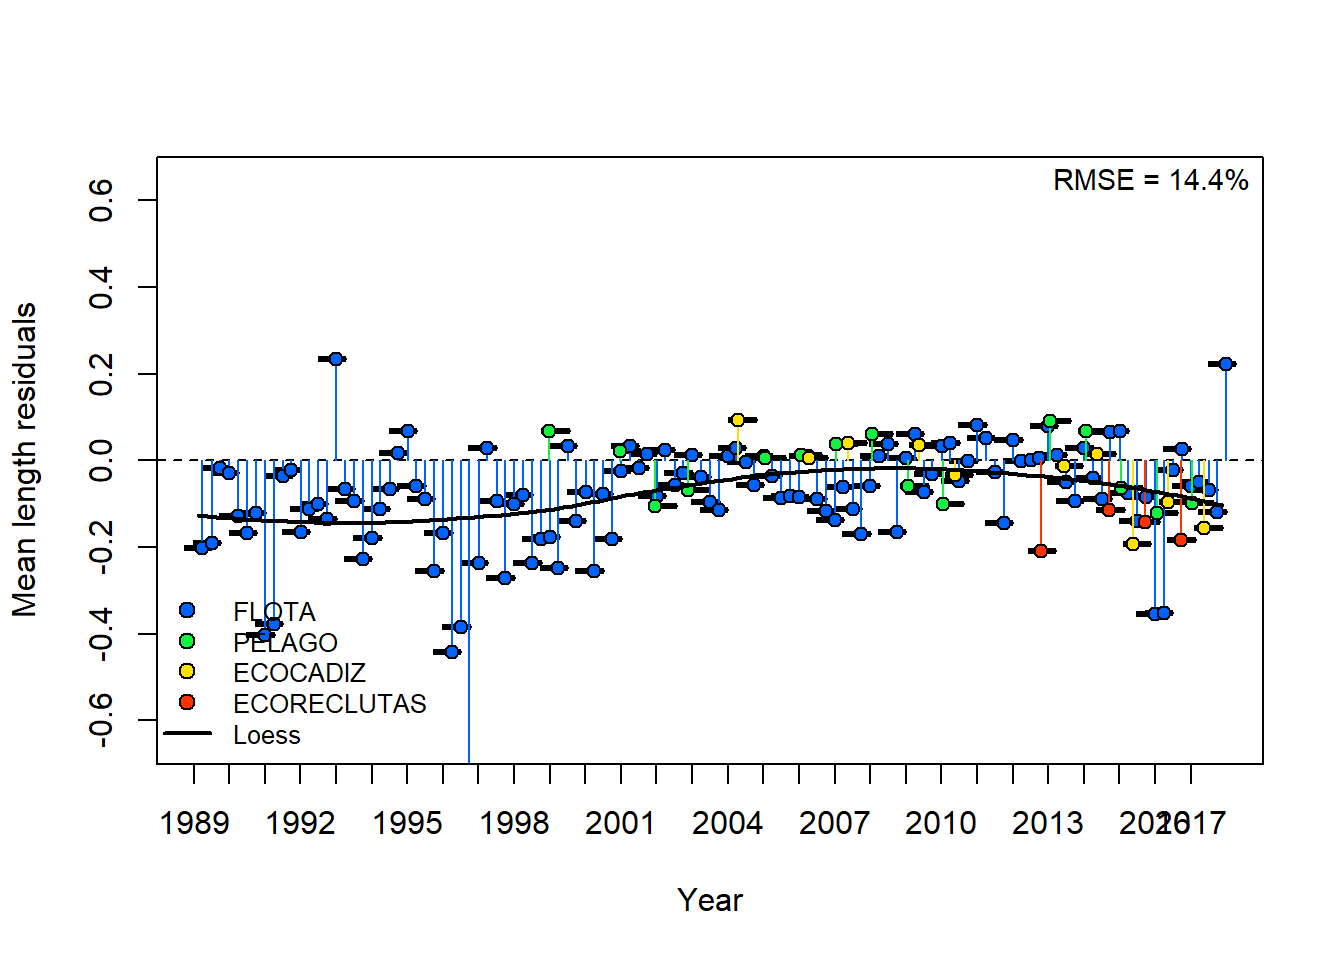 RMSE = 14.4%
Mean length residuals
0.6
0.4
0.2
0.0
-0.2
-0.4
-0.6
FLOTA
PELAGO
ECOCADIZ
ECORECLUTAS
Loess
1989 1992 1995 1998 2001 2004 2007 2010 2013 2016 2017
Year